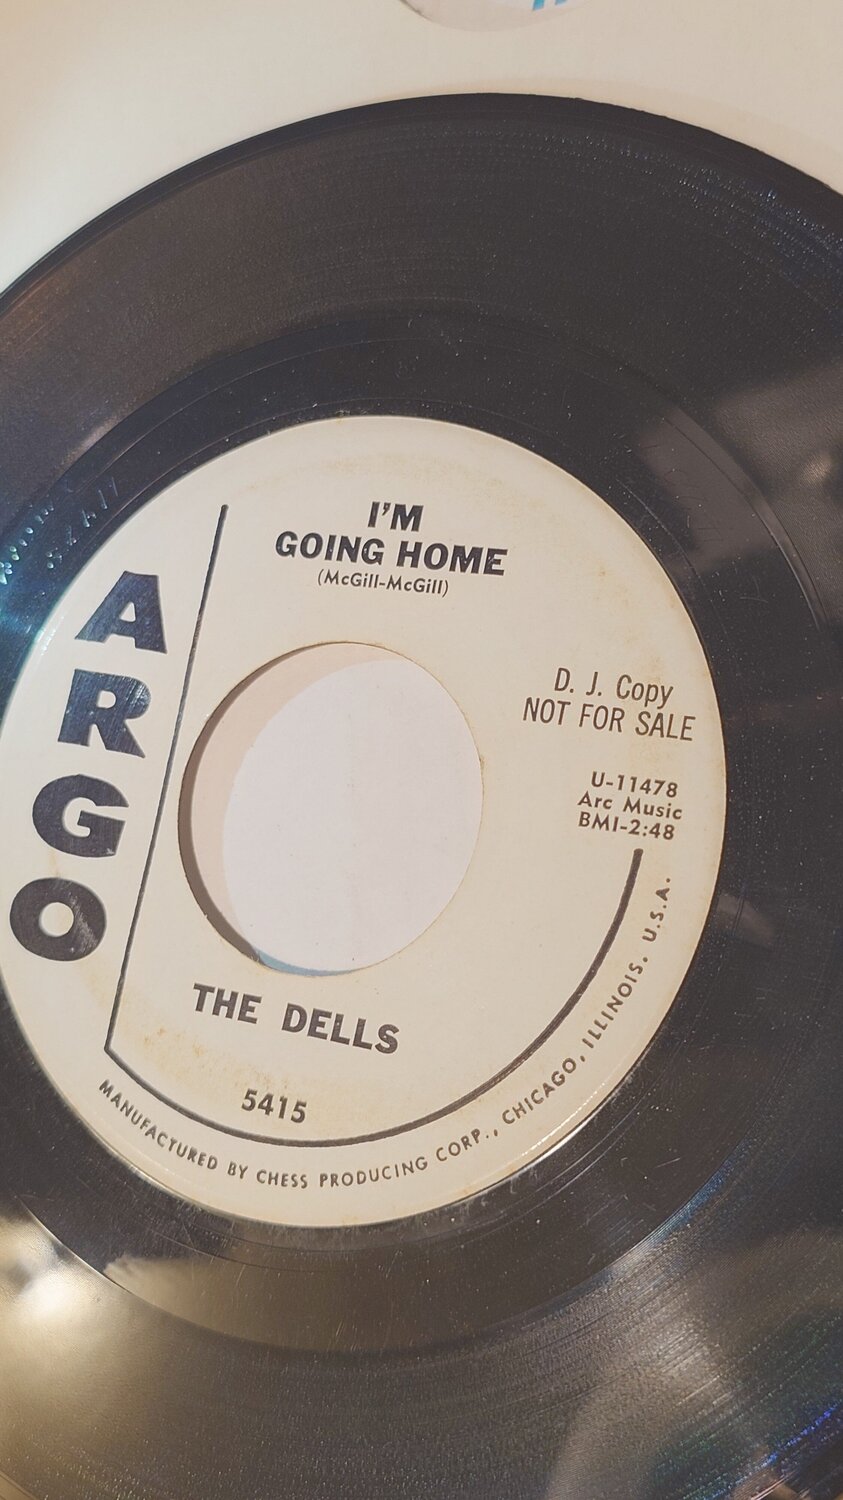 I'M
GOING HOME
(McGill-McGill)
ARGO
D. J. Copy
NOT FOR SALE
U-11478
Arc Music
BMI-2:48
THE DELLS
5415
MANUFACTURED BY CHESS PRODUCING CORP., CHICAGO, ILLINOIS. U.S.A.